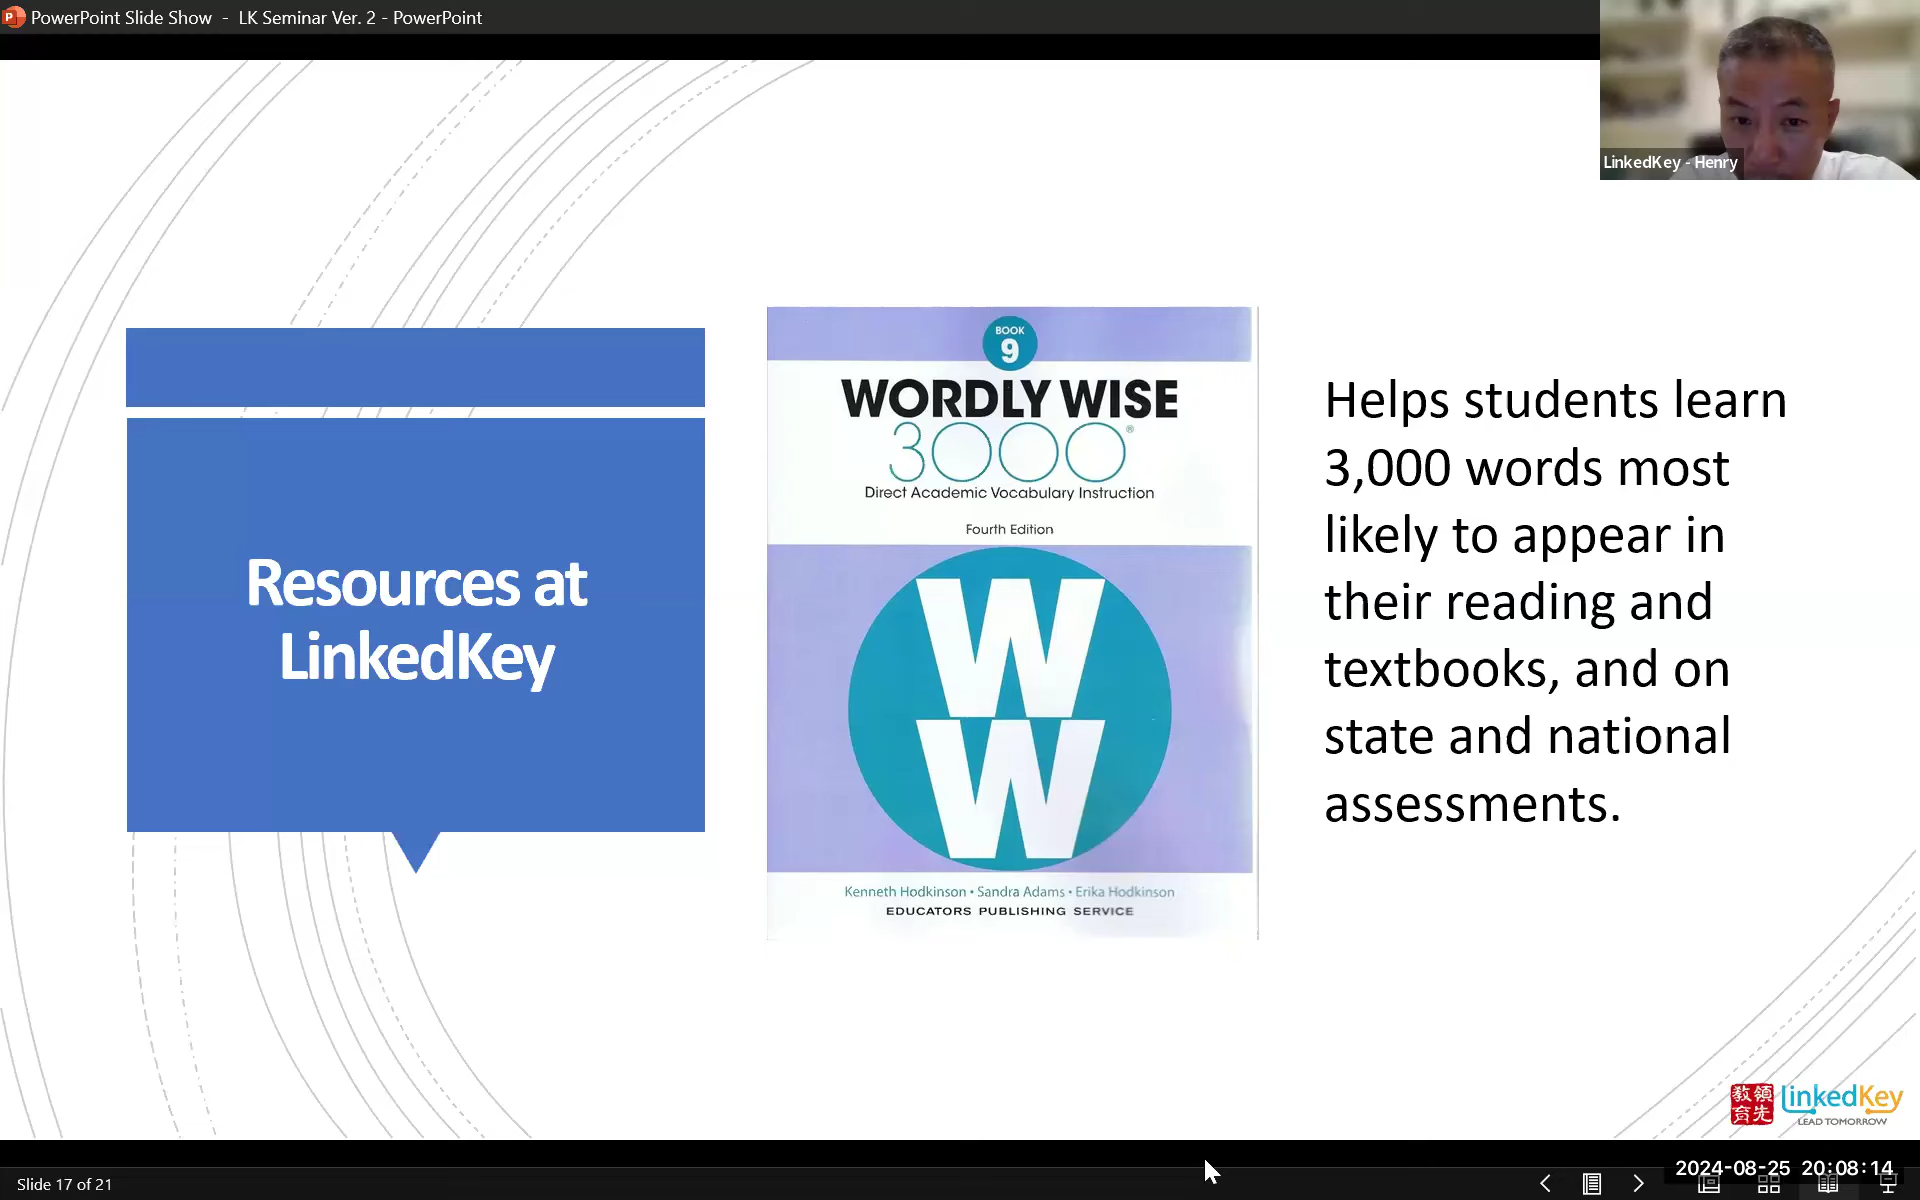 PowerPoint Slide Show - LK Seminar Ver. 2 - PowerPoint
LinkedKey - Henry
Resources at
LinkedKey
BOOK
9
WORDLY WISE
3000®
Direct Academic Vocabulary Instruction
Fourth Edition
W
W
Kenneth Hodkinson • Sandra Adams • Erika Hodkinson
EDUCATORS PUBLISHING SERVICE
Helps students learn
3,000 words most
likely to appear in
their reading and
textbooks, and on
state and national
assessments.
教領
育先
LinkedKey
LEAD TOMORROW
2024-08-25 20:08:14
Slide 17 of 21